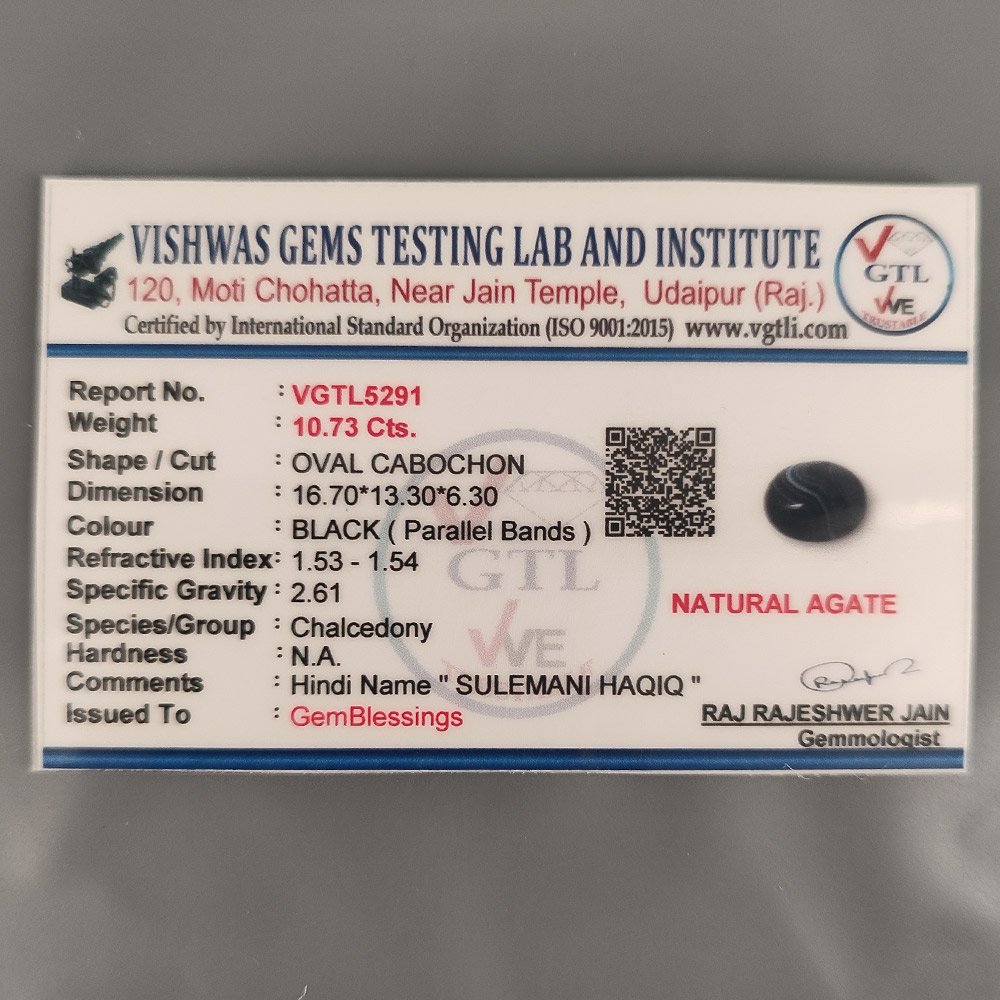 VISHWAS GEMS TESTING LAB AND INSTITUTE
120, Moti Chohatta, Near Jain Temple, Udaipur (Raj.)
Certified by International Standard Organization (ISO 9001:2015) www.vgtli.com
GTL
WE
TRUSTABLE
Report No. : VGTL5291
Weight : 10.73 Cts.
Shape / Cut : OVAL CABOCHON
Dimension : 16.70*13.30*6.30
Colour : BLACK ( Parallel Bands )
Refractive Index: 1.53 - 1.54
Specific Gravity : 2.61
Species/Group : Chalcedony
Hardness : N.A.
Comments : Hindi Name " SULEMANI HAQIQ "
Issued To : GemBlessings
GTL
WE
NATURAL AGATE
RAJ RAJESHWER JAIN
Gemmologist